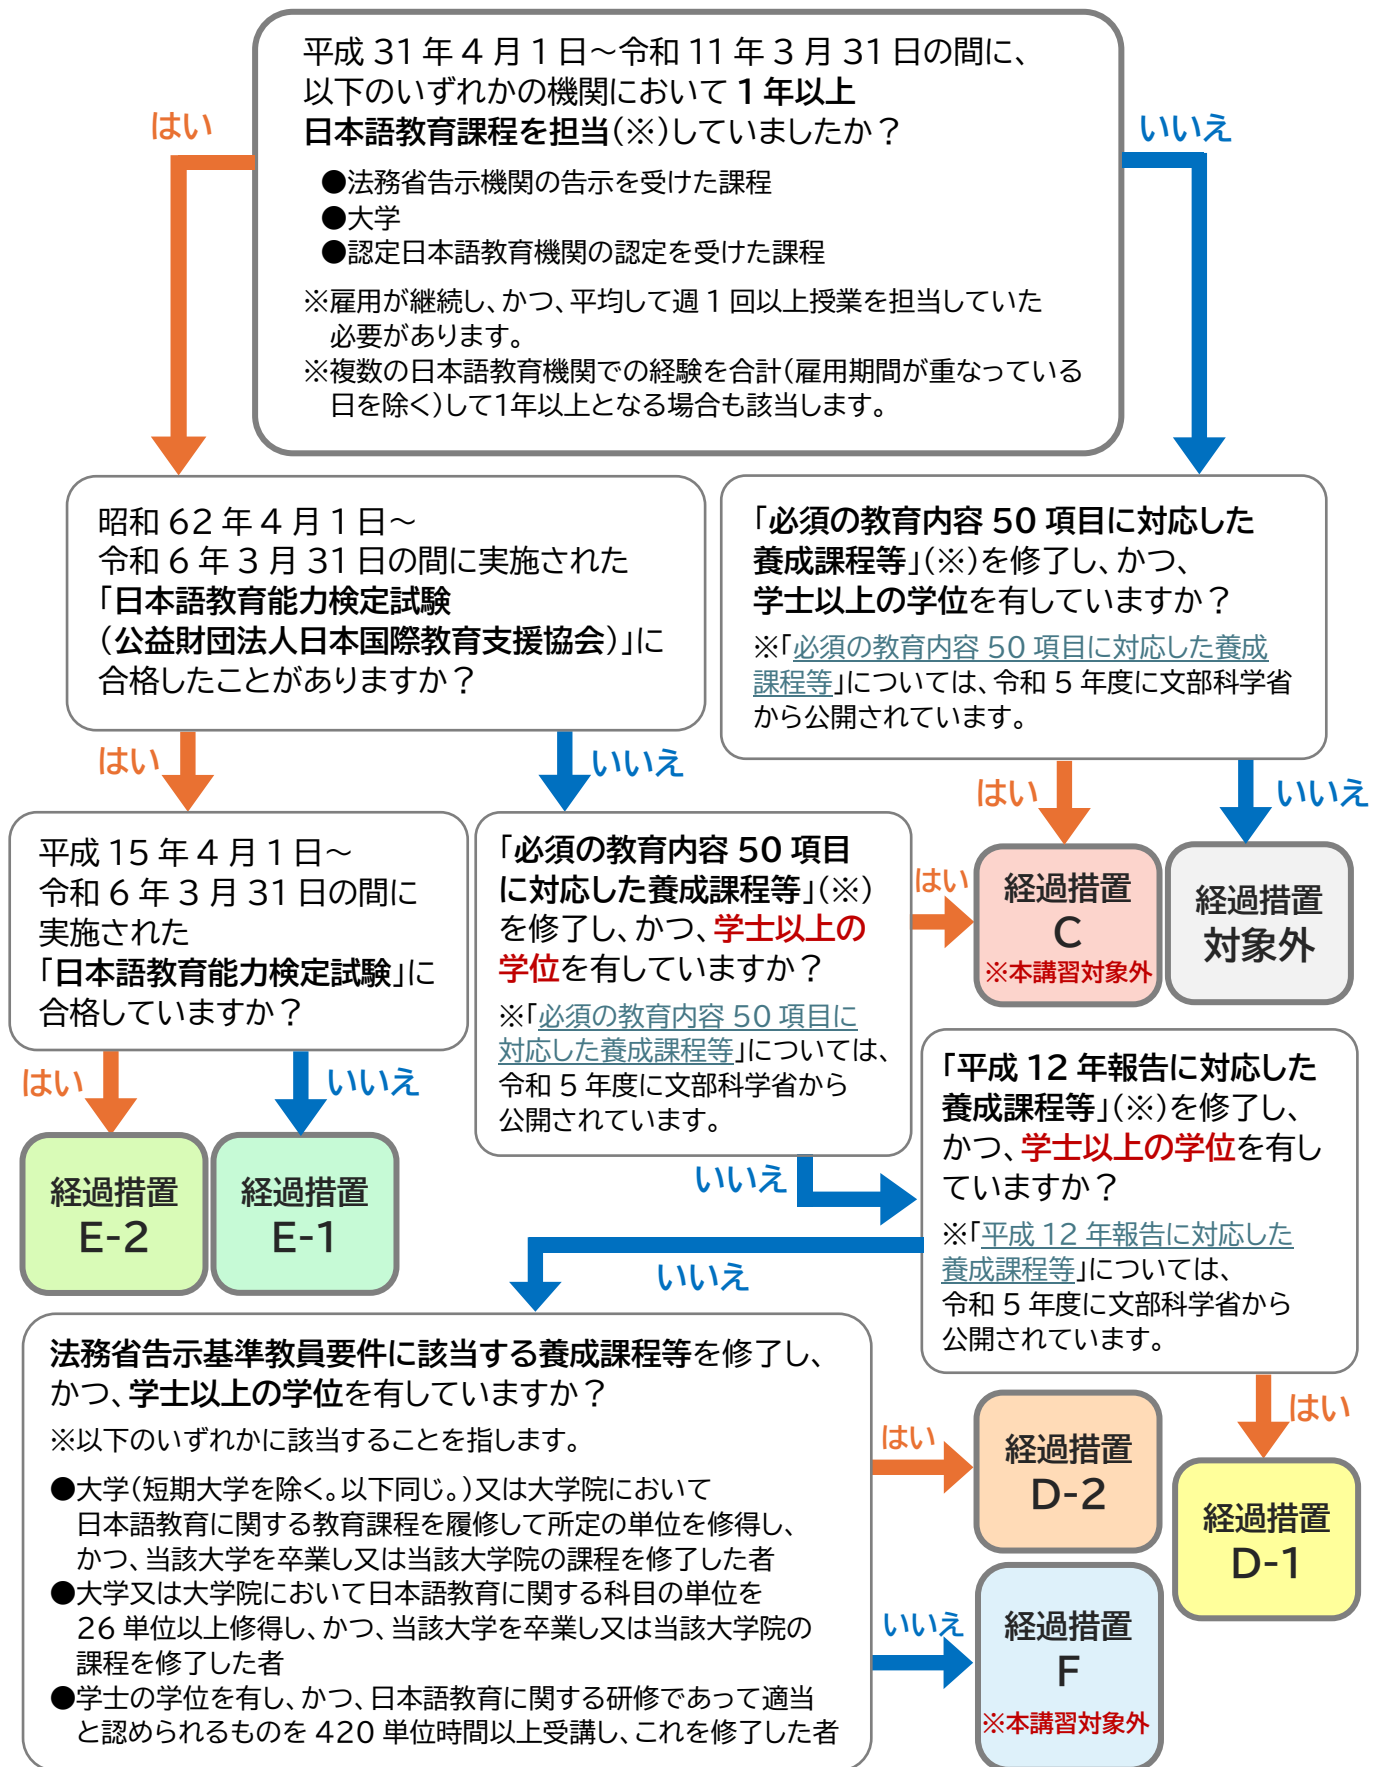 平成 31 年 4 月 1 日～令和 11 年 3 月 31 日の間に、
以下のいずれかの機関において 1 年以上
日本語教育課程を担当(※)していましたか？
●法務省告示機関の告示を受けた課程
●大学
●認定日本語教育機関の認定を受けた課程
※雇用が継続し、かつ、平均して週 1 回以上授業を担当していた
必要があります。
※複数の日本語教育機関での経験を合計(雇用期間が重なっている
日を除く)して1年以上となる場合も該当します。
はい
いいえ
昭和 62 年 4 月 1 日～
令和 6 年 3 月 31 日の間に実施された
「日本語教育能力検定試験
(公益財団法人日本国際教育支援協会)」に
合格したことがありますか？
「必須の教育内容 50 項目に対応した
養成課程等」(※)を修了し、かつ、
学士以上の学位を有していますか？
※「必須の教育内容 50 項目に対応した養成
課程等」については、令和 5 年度に文部科学省
から公開されています。
はい
いいえ
はい
いいえ
平成 15 年 4 月 1 日～
令和 6 年 3 月 31 日の間に
実施された
「日本語教育能力検定試験」に
合格していますか？
「必須の教育内容 50 項目
に対応した養成課程等」(※)
を修了し、かつ、学士以上の
学位を有していますか？
※「必須の教育内容 50 項目に
対応した養成課程等」については、
令和 5 年度に文部科学省から
公開されています。
はい
経過措置
C
※本講習対象外
経過措置
対象外
はい
いいえ
経過措置
E-2
経過措置
E-1
いいえ
「平成 12 年報告に対応した
養成課程等」(※)を修了し、
かつ、学士以上の学位を有し
ていますか？
※「平成 12 年報告に対応した
養成課程等」については、
令和 5 年度に文部科学省から
公開されています。
いいえ
はい
法務省告示基準教員要件に該当する養成課程等を修了し、
かつ、学士以上の学位を有していますか？
※以下のいずれかに該当することを指します。
●大学(短期大学を除く。以下同じ。)又は大学院において
日本語教育に関する教育課程を履修して所定の単位を修得し、
かつ、当該大学を卒業し又は当該大学院の課程を修了した者
●大学又は大学院において日本語教育に関する科目の単位を
26 単位以上修得し、かつ、当該大学を卒業し又は当該大学院の
課程を修了した者
●学士の学位を有し、かつ、日本語教育に関する研修であって適当
と認められるものを 420 単位時間以上受講し、これを修了した者
はい
経過措置
D-2
経過措置
D-1
いいえ
経過措置
F
※本講習対象外